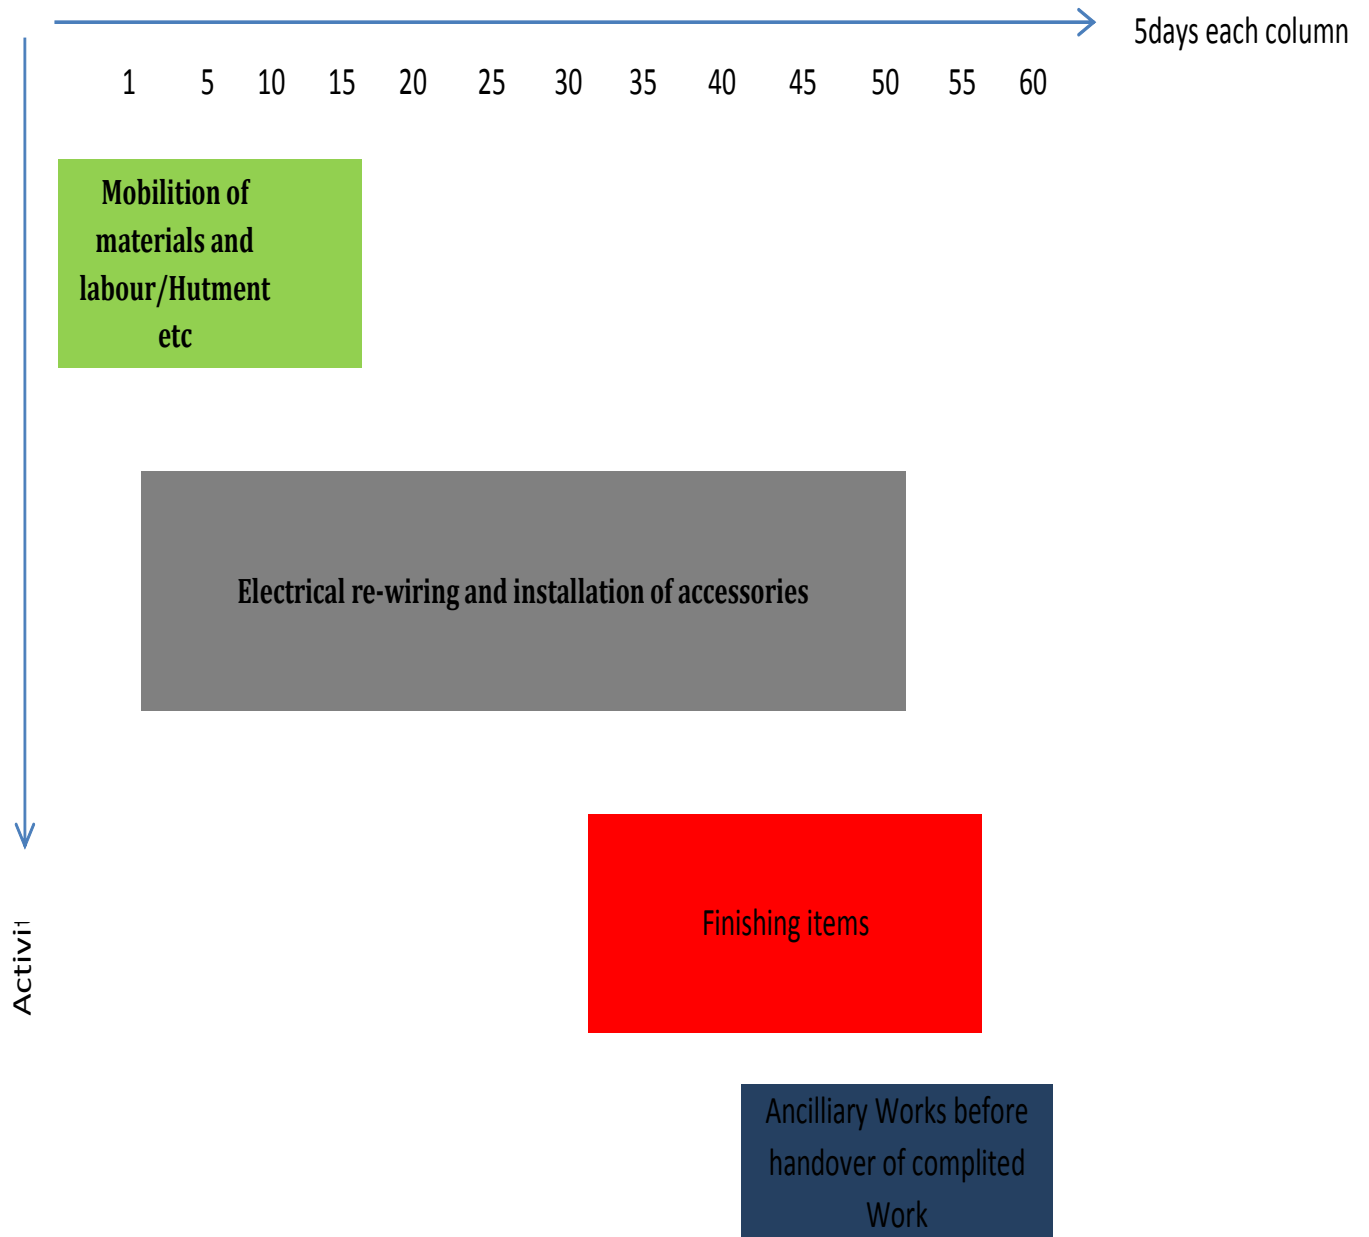 5days each column
1 5 10 15 20 25 30 35 40 45 50 55 60
Mobilition of
materials and
labour/Hutment
etc
Electrical re-wiring and installation of accessories
Finishing items
Activi
Ancilliary Works before
handover of complited
Work